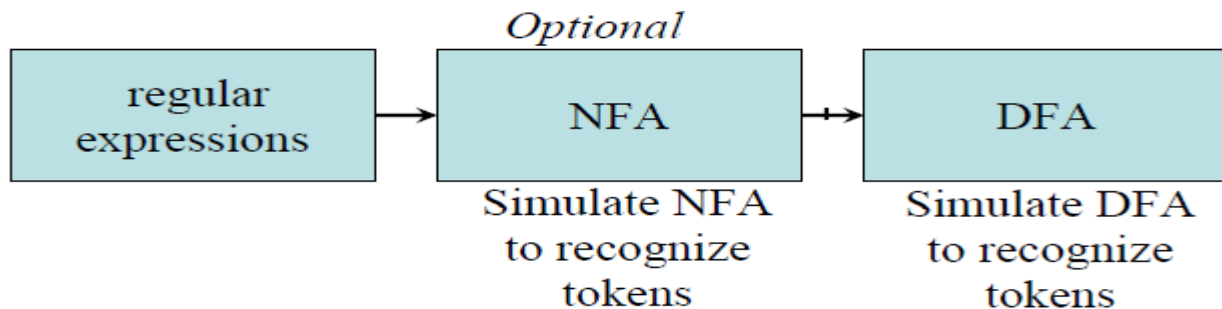 Optional
regular
expressions
NFA
DFA
Simulate NFA
to recognize
tokens
Simulate DFA
to recognize
tokens